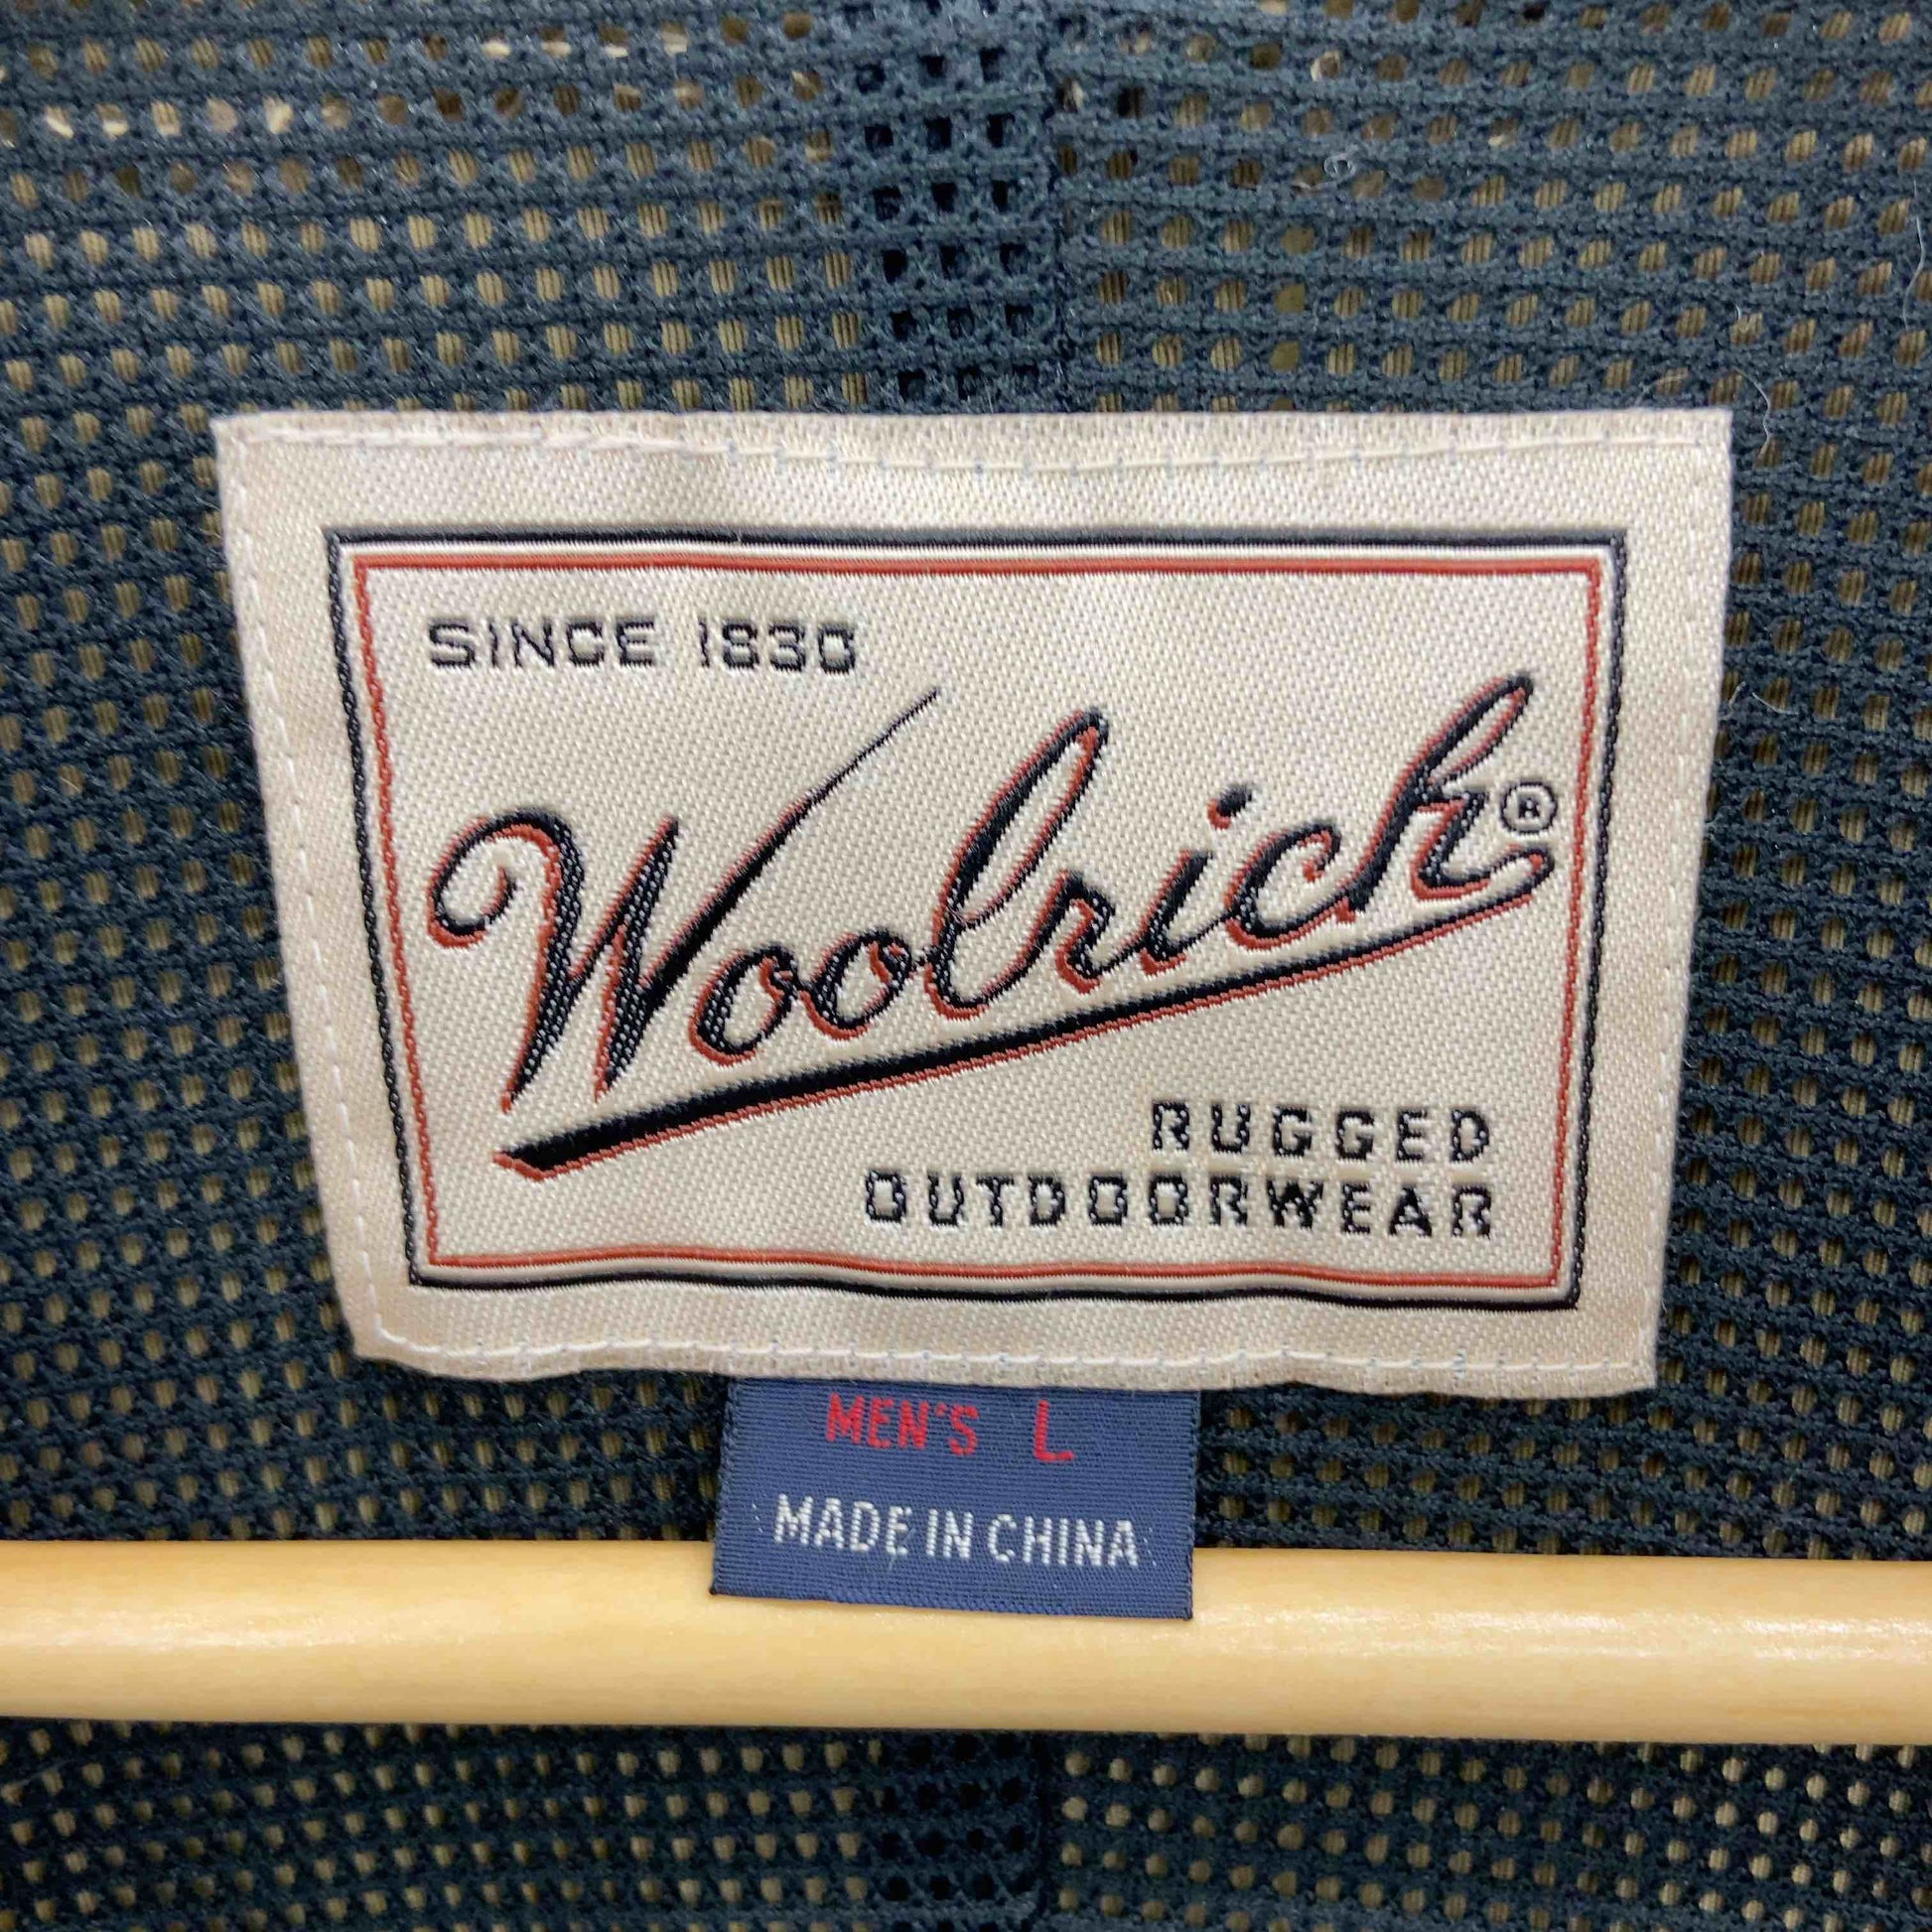 SINCE 1830
Woolrich®
RUGGED
OUTDOORWEAR
MEN'S L
MADE IN CHINA